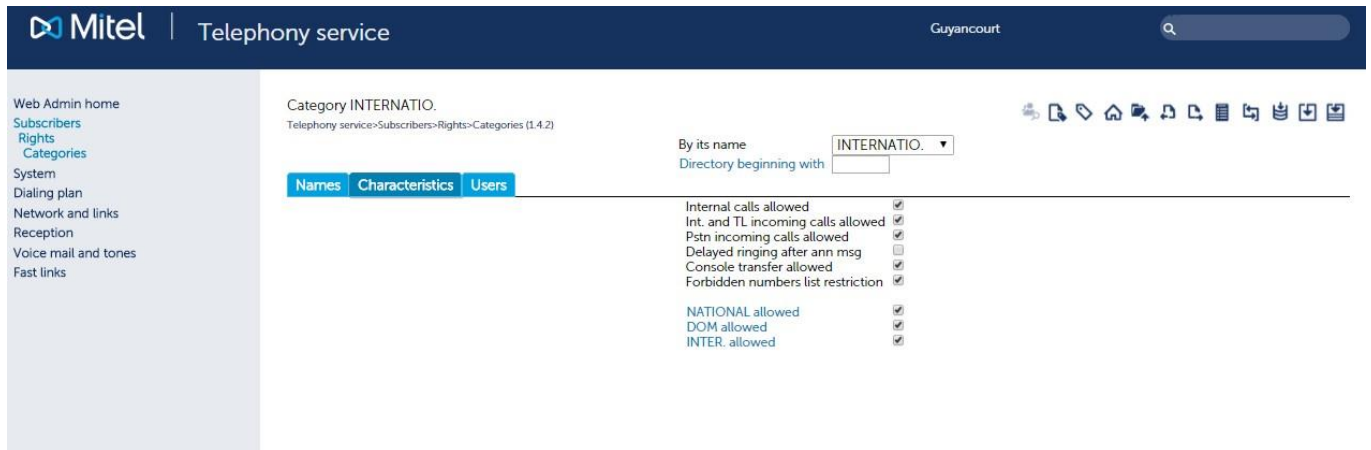 Mitel | Telephony service
Guyancourt
Web Admin home
Subscribers
Rights
Categories
System
Dialing plan
Network and links
Reception
Voice mail and tones
Fast links
Category INTERNATIO.
Telephony service>Subscribers>Rights>Categories (1.4.2)
By its name INTERNATIO.
Directory beginning with
Names Characteristics Users
Internal calls allowed
Int. and TL incoming calls allowed
Pstn incoming calls allowed
Delayed ringing after ann msg
Console transfer allowed
Forbidden numbers list restriction
NATIONAL allowed
DOM allowed
INTER. allowed